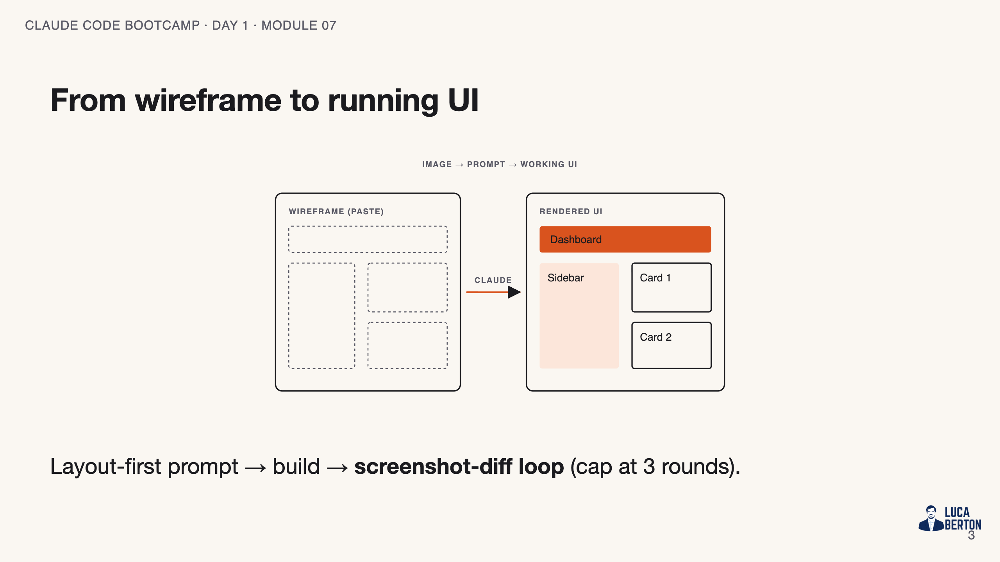 CLAUDE CODE BOOTCAMP · DAY 1 · MODULE 07
From wireframe to running UI
IMAGE → PROMPT → WORKING UI
WIREFRAME (PASTE)
CLAUDE
RENDERED UI
Dashboard
Sidebar
Card 1
Card 2
Layout-first prompt → build → screenshot-diff loop (cap at 3 rounds).
LUCA
BERTON
3